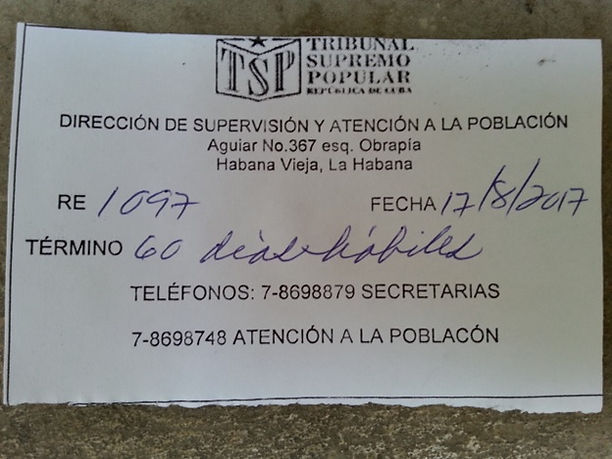 TSP
TRIBUNAL
SUPREMO
POPULAR
REPÚBLICA DE CUBA
DIRECCIÓN DE SUPERVISIÓN Y ATENCIÓN A LA POBLACIÓN
Aguiar No.367 esq. Obrapía
Habana Vieja, La Habana
RE 1097 FECHA 17/8/2017
TÉRMINO 60 días hábiles
TELÉFONOS: 7-8698879 SECRETARIAS
7-8698748 ATENCIÓN A LA POBLACÓN